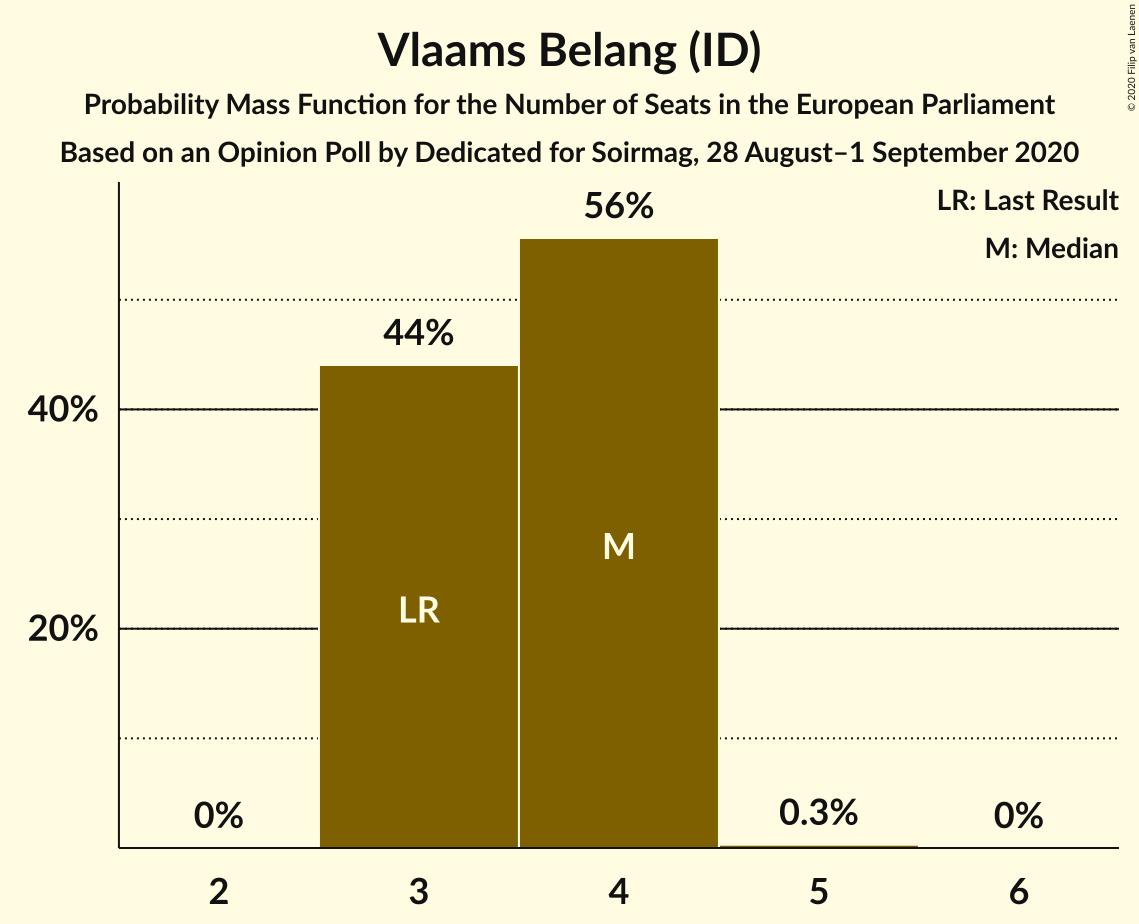 Vlaams Belang (ID)
Probability Mass Function for the Number of Seats in the European Parliament
Based on an Opinion Poll by Dedicated for Soirmag, 28 August–1 September 2020
© 2020 Filip van Laenen
LR: Last Result
M: Median
56%
44%
40%
M
LR
20%
0%
0.3%
0%
2
3
4
5
6